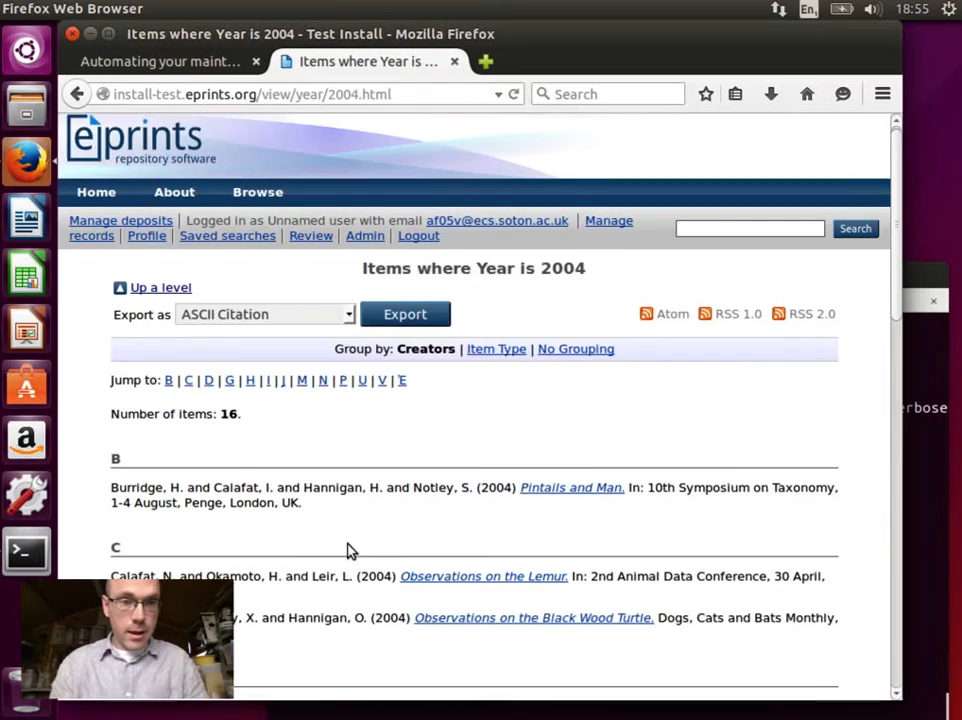 Firefox Web Browser
En
18:55
Items where Year is 2004 - Test Install - Mozilla Firefox
Automating your maint...
Items where Year is ...
install-test.eprints.org/view/year/2004.html
Search
eprints
repository software
Home
About
Browse
Manage deposits | Logged in as Unnamed user with email af05v@ecs.soton.ac.uk | Manage
records | Profile | Saved searches | Review | Admin | Logout
Search
Items where Year is 2004
Up a level
Export as ASCII Citation Export
Atom RSS 1.0 RSS 2.0
Group by: Creators | Item Type | No Grouping
Jump to: B | C | D | G | H | I | J | M | N | P | U | V | É
Number of items: 16.
erbose
B
Burridge, H. and Calafat, I. and Hannigan, H. and Notley, S. (2004) Pintails and Man. In: 10th Symposium on Taxonomy,
1-4 August, Penge, London, UK.
C
Calafat, N. and Okamoto, H. and Leir, L. (2004) Observations on the Lemur. In: 2nd Animal Data Conference, 30 April,
y, X. and Hannigan, O. (2004) Observations on the Black Wood Turtle. Dogs, Cats and Bats Monthly,